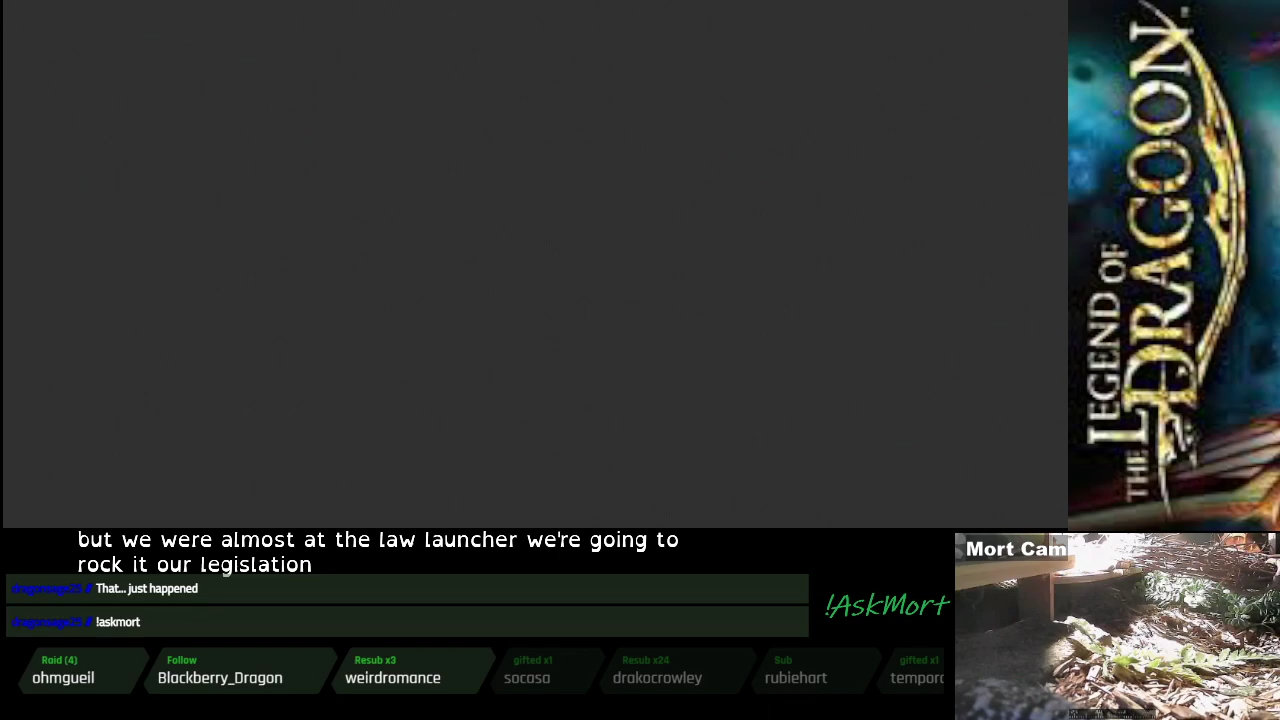 THE LEGEND OF
DRAGOON
but we were almost at the law launcher we're going to
rock it our legislation
That... just happened
!askmort
!AskMort
Mort Cam
Raid (4)
ohmgueil
Follow
Blackberry_Dragon
Resub x3
weirdromance
gifted x1
socasa
Resub x24
drakocrowley
Sub
rubiehart
gifted x1
tempora